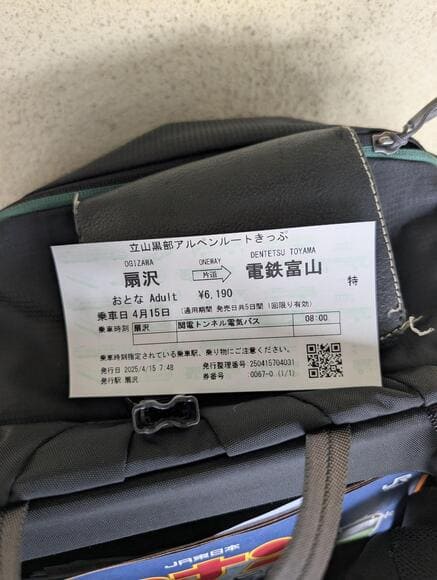 立山黒部アルペンルートきっぷ
OGIZAWA ONEWAY DENTETSU TOYAMA
扇沢 片道 電鉄富山
おとな Adult ¥6,190 特
乗車日 4月15日 (通用期間 発売日共5日間 1回限り有効)
乗車時刻 扇沢 関電トンネル電気バス 08:00
乗車時刻指定されている乗車駅、乗り物にご注意ください。
発行日 2025/04/15 7:48 発行整理番号:250415704031
発行駅 扇沢 券番号 :0067-0 (1/1)
JR東日本